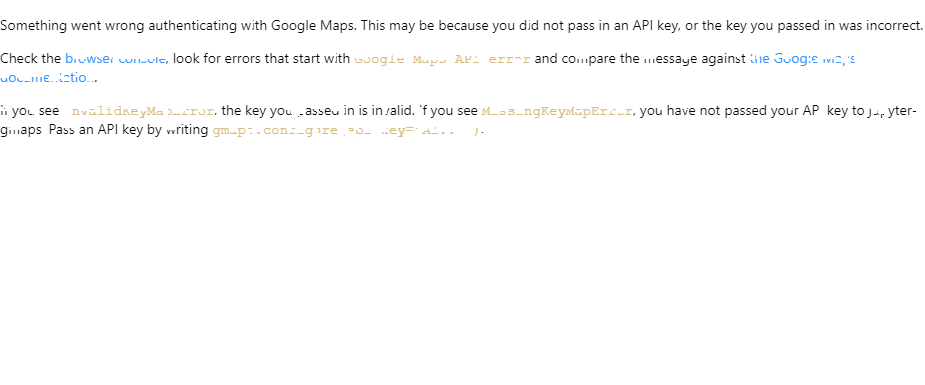 Something went wrong authenticating with Google Maps. This may be because you did not pass in an API key, or the key you passed in was incorrect.
Check the browser console, look for errors that start with Google Maps API error and compare the message against the Google Maps
documentation.
If you see InvalidKeyMapError, the key you passed in is invalid. If you see MissingKeyMapError, you have not passed your API key to jupyter-
gmaps. Pass an API key by writing gmaps.configure(api_key="AI...").